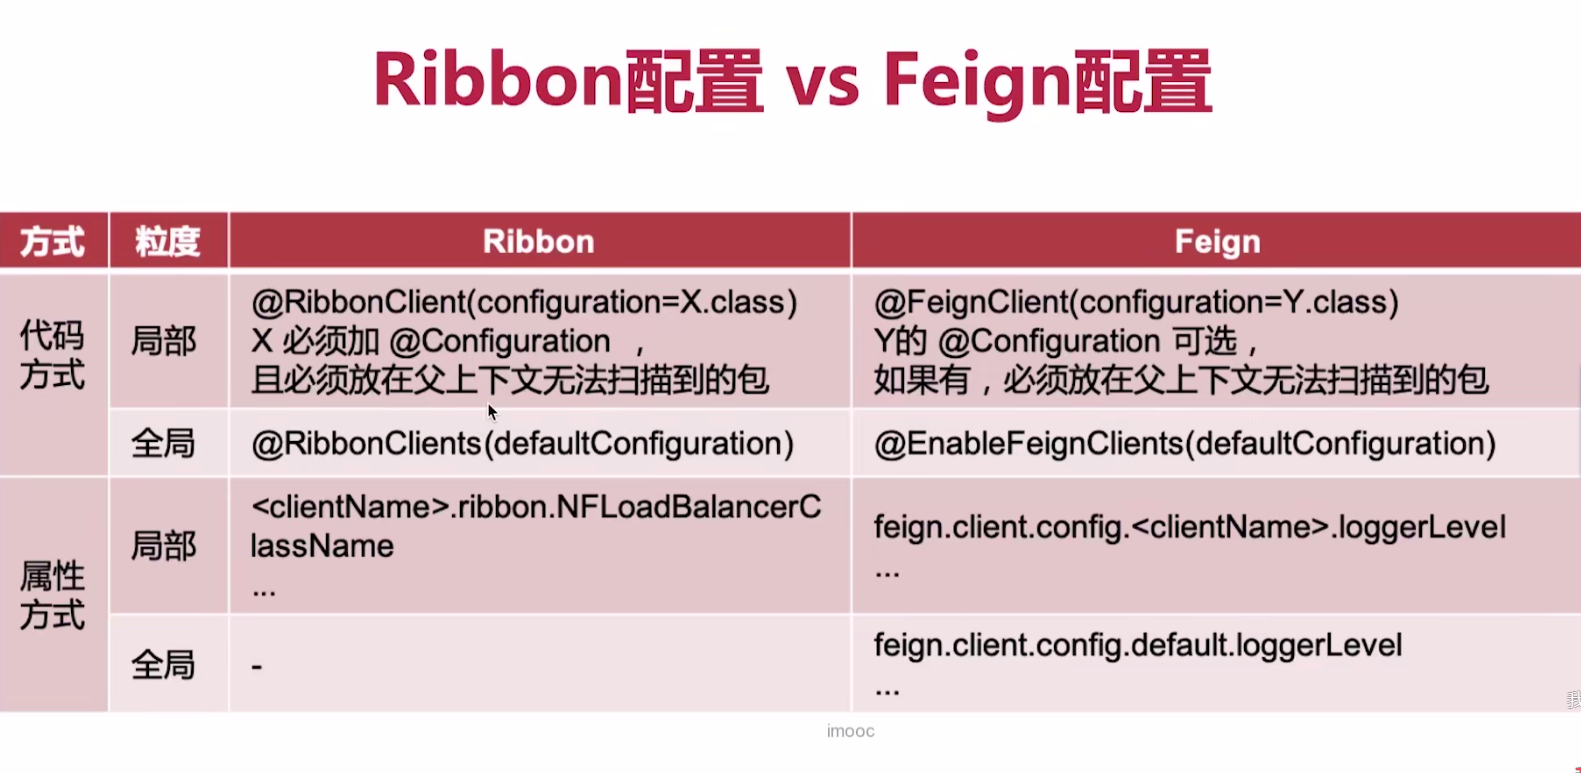 Ribbon配置 vs Feign配置
方式 粒度 Ribbon Feign
代码
方式
局部
@RibbonClient(configuration=X.class)
X 必须加 @Configuration ，
且必须放在父上下文无法扫描到的包
@FeignClient(configuration=Y.class)
Y的 @Configuration 可选，
如果有，必须放在父上下文无法扫描到的包
全局
@RibbonClients(defaultConfiguration)
@EnableFeignClients(defaultConfiguration)
属性
方式
局部
<clientName>.ribbon.NFLoadBalancerC
lassName
...
feign.client.config.<clientName>.loggerLevel
...
全局
-
feign.client.config.default.loggerLevel
...
imooc